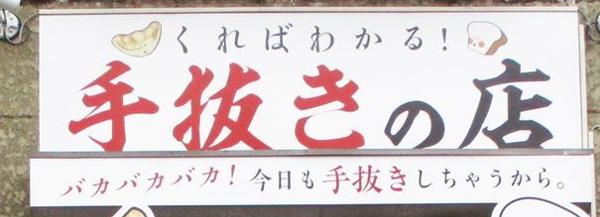 くればわかる!
手抜きの店
バカバカバカ!今日も手抜きしちゃうから。